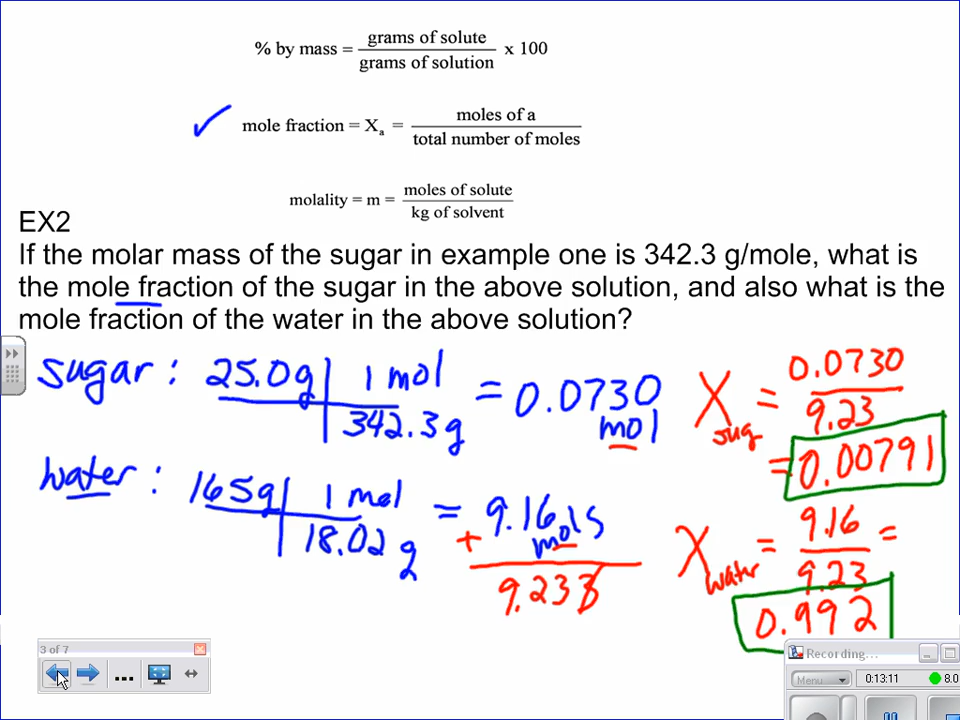 % by mass = grams of solute / grams of solution x 100
mole fraction = Xₐ = moles of a / total number of moles
molality = m = moles of solute / kg of solvent
EX2
If the molar mass of the sugar in example one is 342.3 g/mole, what is
the mole fraction of the sugar in the above solution, and also what is the
mole fraction of the water in the above solution?
sugar : 25.0g | 1 mol / 342.3 g = 0.0730 mol
X sug = 0.0730 / 9.23
= 0.00791
water : 165g | 1 mol / 18.02 g = 9.16 mols
+ 9.233
X water = 9.16 / 9.23 =
0.992
3 of 7
...
Recording...
Menu
0:13:11
8.0